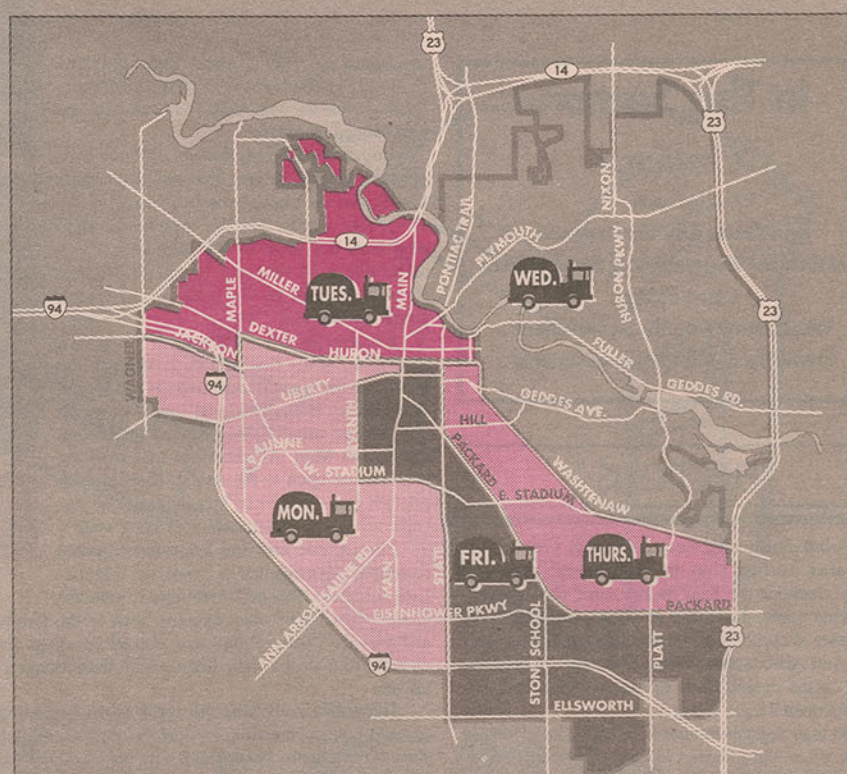 23
14
23
NIXON
PONTIAC TRAIL
PLYMOUTH
HURON PKWY
14
MAPLE
MILLER
TUES.
MAIN
WED.
94
23
DEXTER
JACKSON
HURON
FULLER
WAGNER
94
LIBERTY
SEVENTH
GEDDES AVE.
GEDDES RD.
HILL
PACKARD
PAULINE
W. STADIUM
WASHTENAW
E. STADIUM
MON.
FRI.
THURS.
STATE
MAIN
ANN ARBOR-SALINE RD
EISENHOWER PKWY
PACKARD
STONE SCHOOL
PLATT
23
94
ELLSWORTH